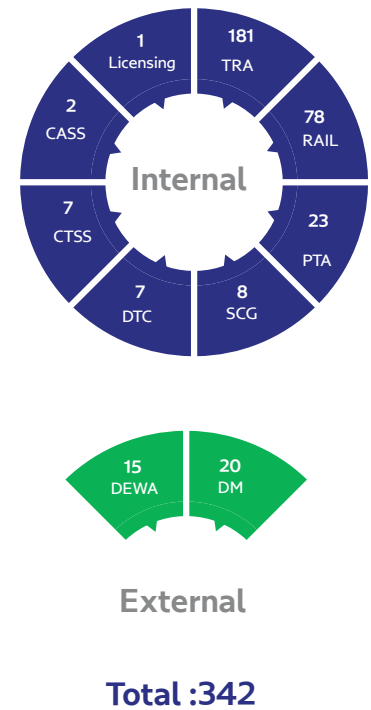 1
Licensing
181
TRA
78
RAIL
23
PTA
8
SCG
7
DTC
7
CTSS
2
CASS
Internal
15
DEWA
20
DM
External
Total :342